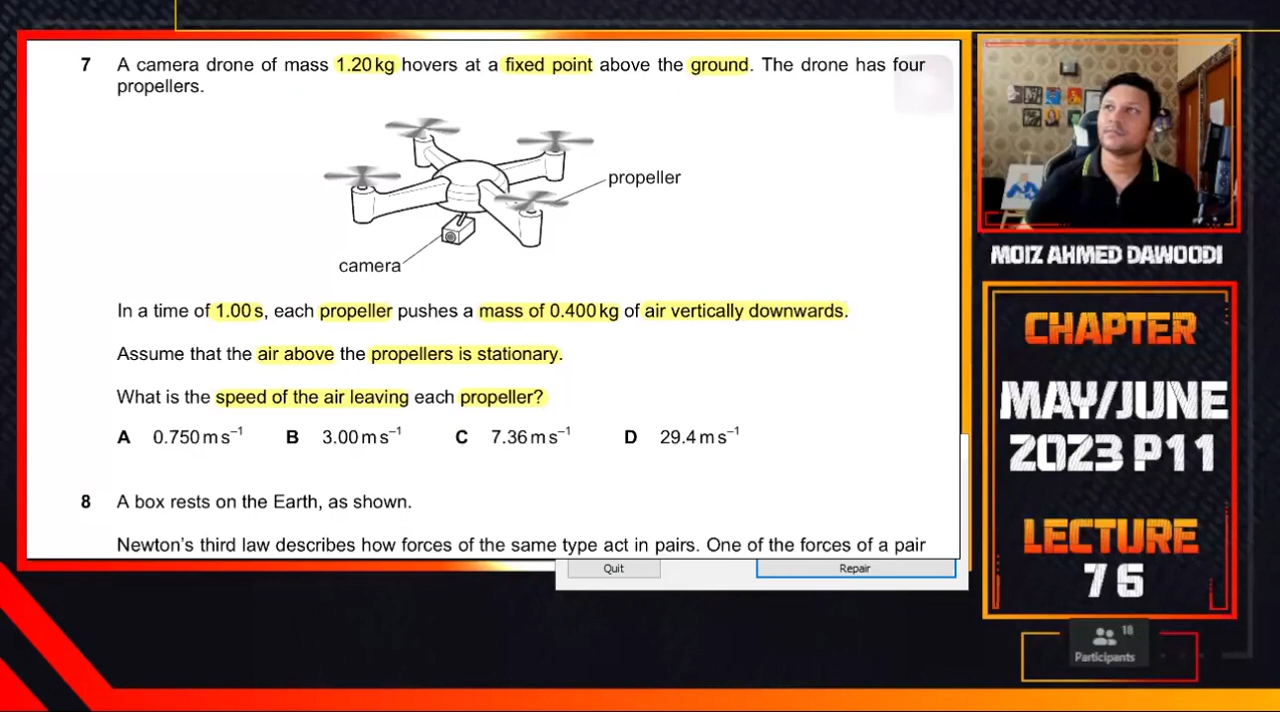 7 A camera drone of mass 1.20 kg hovers at a fixed point above the ground. The drone has four
propellers.
propeller
camera
In a time of 1.00 s, each propeller pushes a mass of 0.400 kg of air vertically downwards.
Assume that the air above the propellers is stationary.
What is the speed of the air leaving each propeller?
A 0.750 m s⁻¹ B 3.00 m s⁻¹ C 7.36 m s⁻¹ D 29.4 m s⁻¹
8 A box rests on the Earth, as shown.
Newton's third law describes how forces of the same type act in pairs. One of the forces of a pair
Quit Repair
MOIZ AHMED DAWOODI
CHAPTER
MAY/JUNE
2023 P11
LECTURE
76
18
Participants